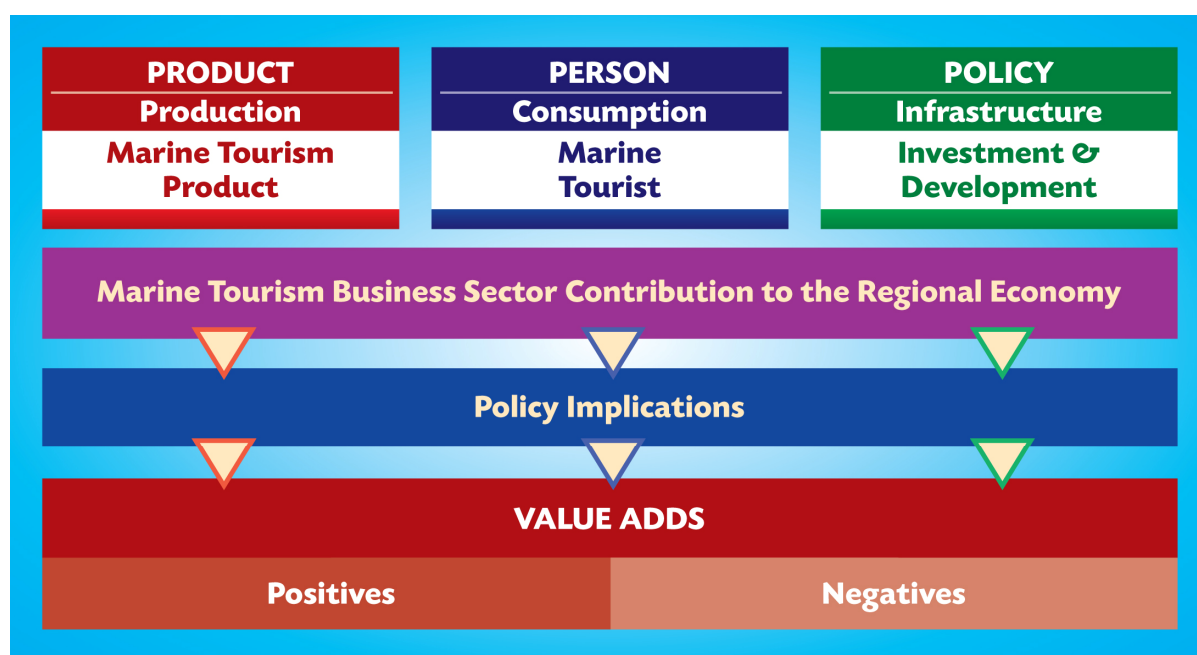 PRODUCT
Production
Marine Tourism
Product
PERSON
Consumption
Marine
Tourist
POLICY
Infrastructure
Investment &
Development
Marine Tourism Business Sector Contribution to the Regional Economy
Policy Implications
VALUE ADDS
Positives
Negatives